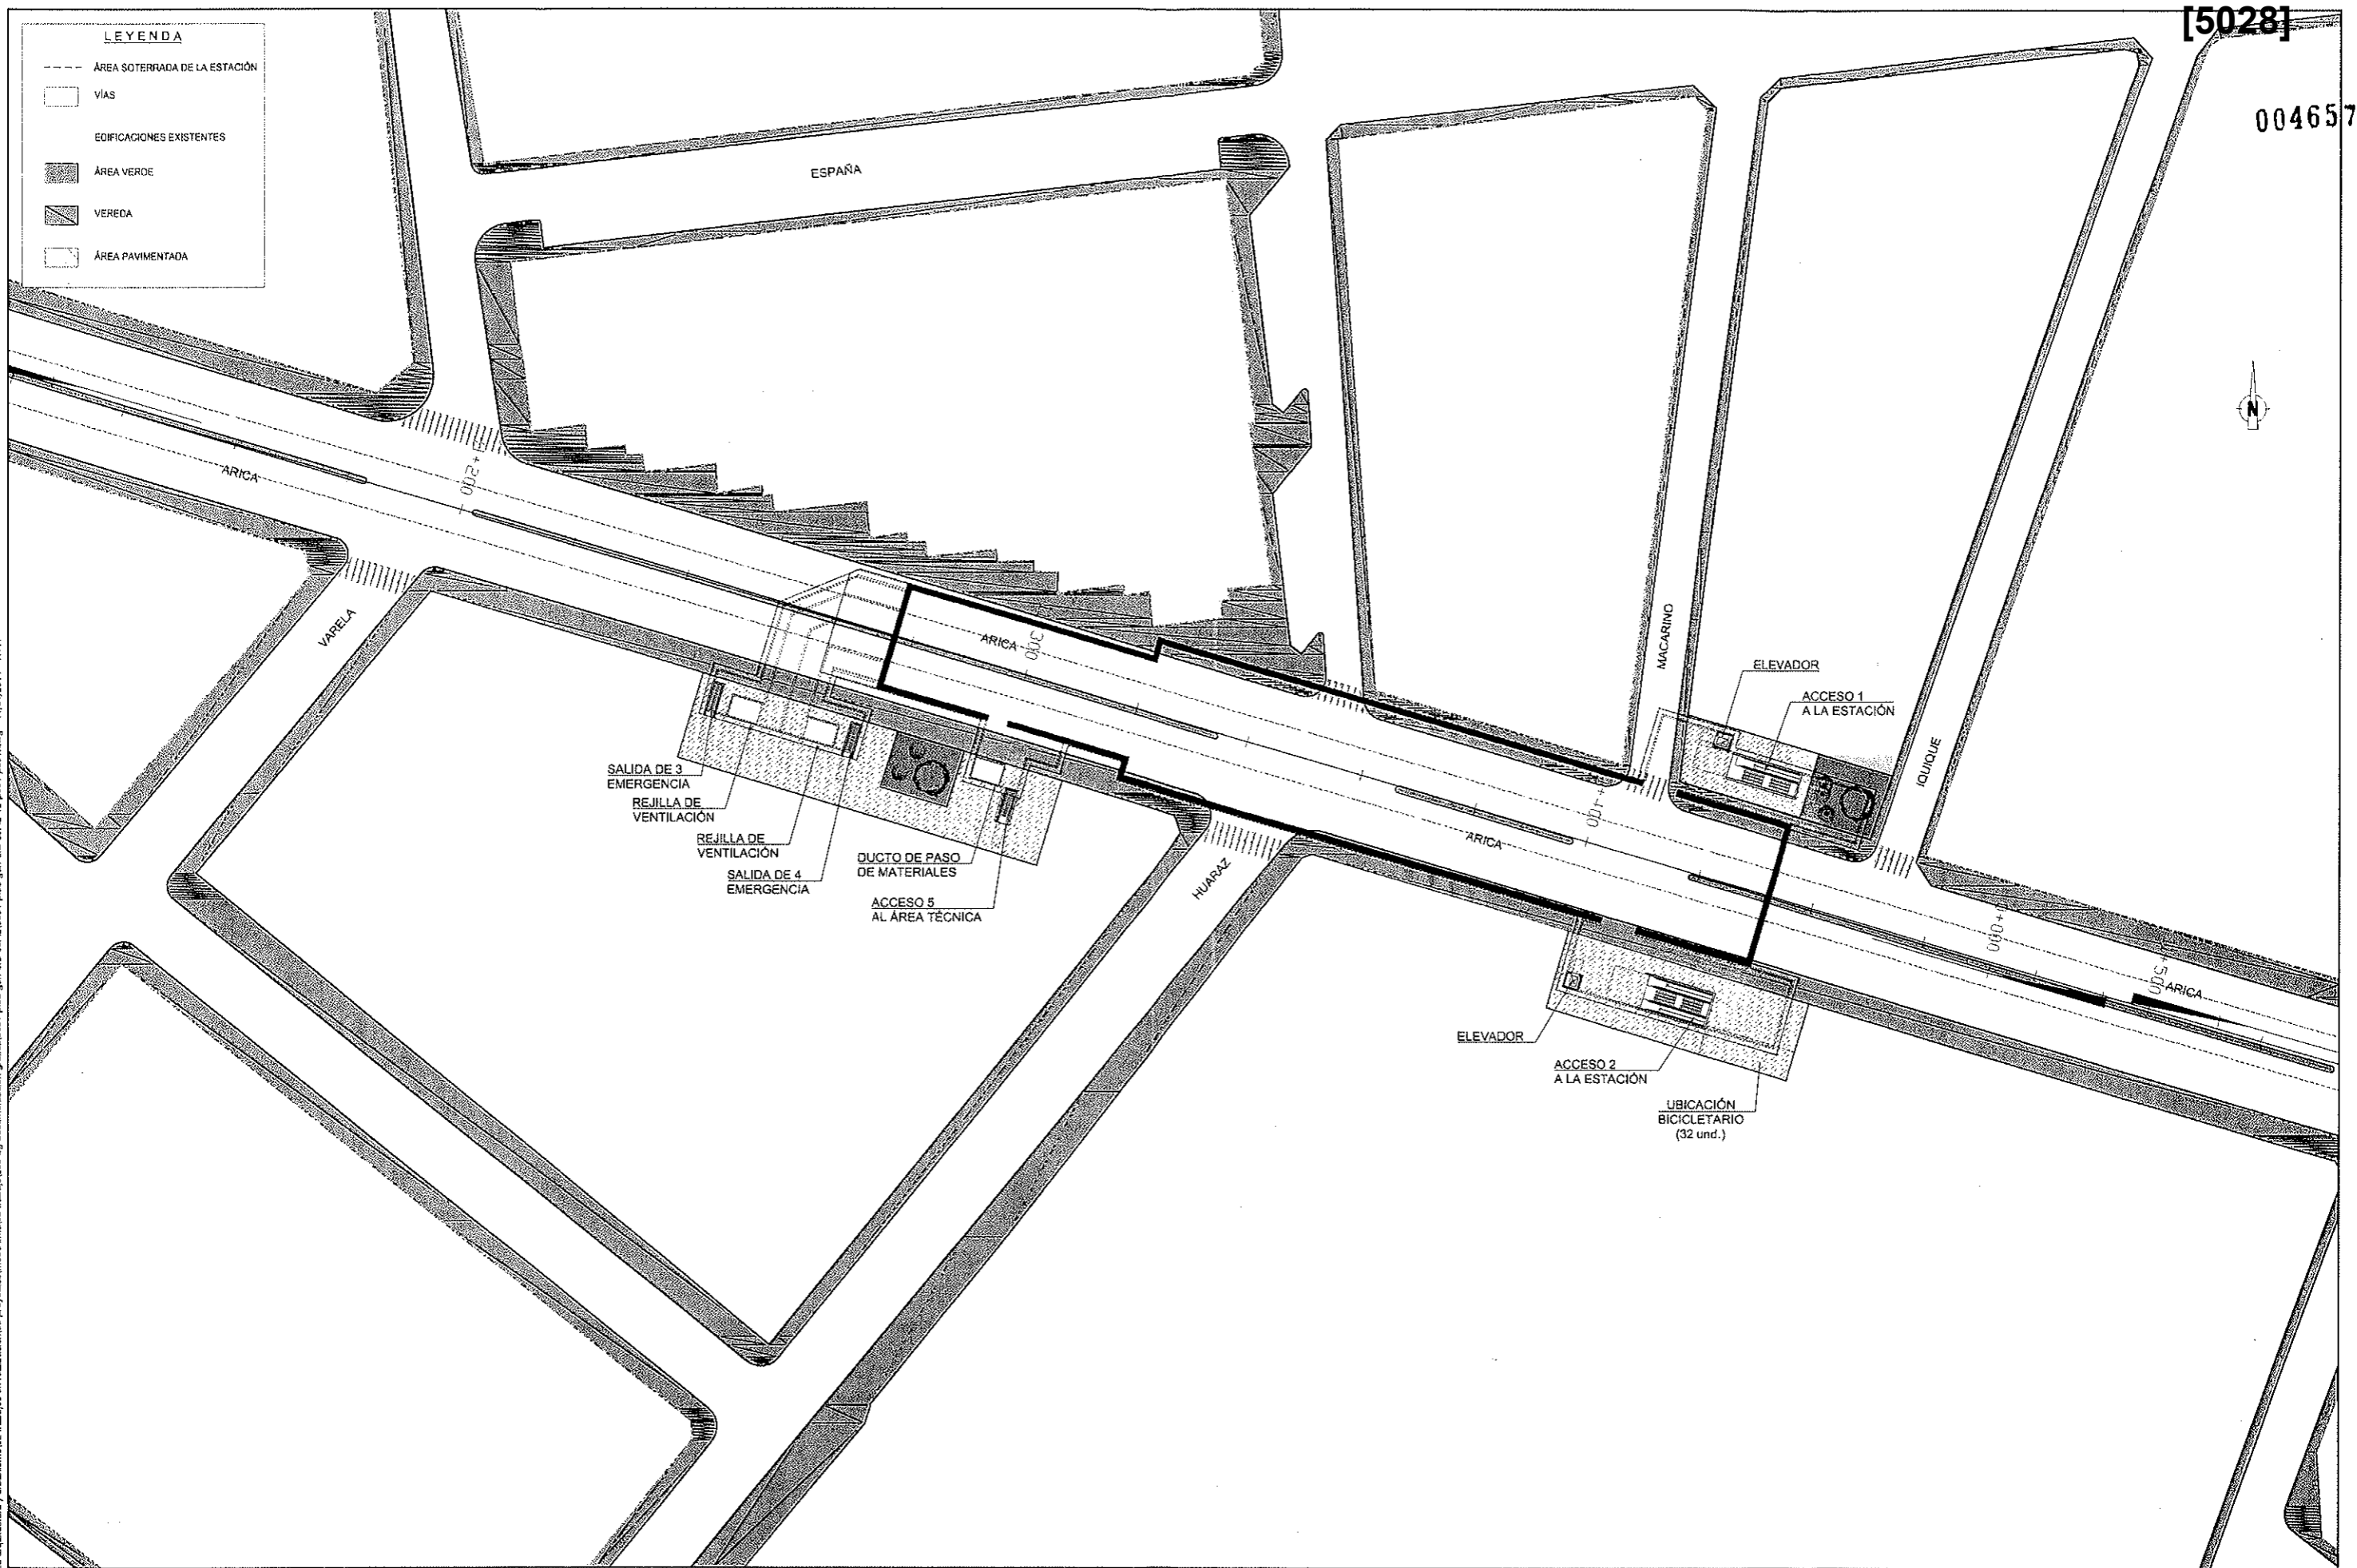 [5028]
004657
LEYENDA
ÁREA SOTERRADA DE LA ESTACIÓN
VÍAS
EDIFICACIONES EXISTENTES
ÁREA VERDE
VEREDA
ÁREA PAVIMENTADA
ESPAÑA
N
ARICA
VARELA
ARICA
300
MACARINO
ELEVADOR
ACCESO 1
A LA ESTACIÓN
IQUIQUE
SALIDA DE 3
EMERGENCIA
REJILLA DE
VENTILACIÓN
REJILLA DE
VENTILACIÓN
SALIDA DE 4
EMERGENCIA
DUCTO DE PASO
DE MATERIALES
ACCESO 5
AL ÁREA TÉCNICA
HUARAZ
ARICA
ARICA
ELEVADOR
ACCESO 2
A LA ESTACIÓN
UBICACIÓN
BICICLETARIO
(32 und.)